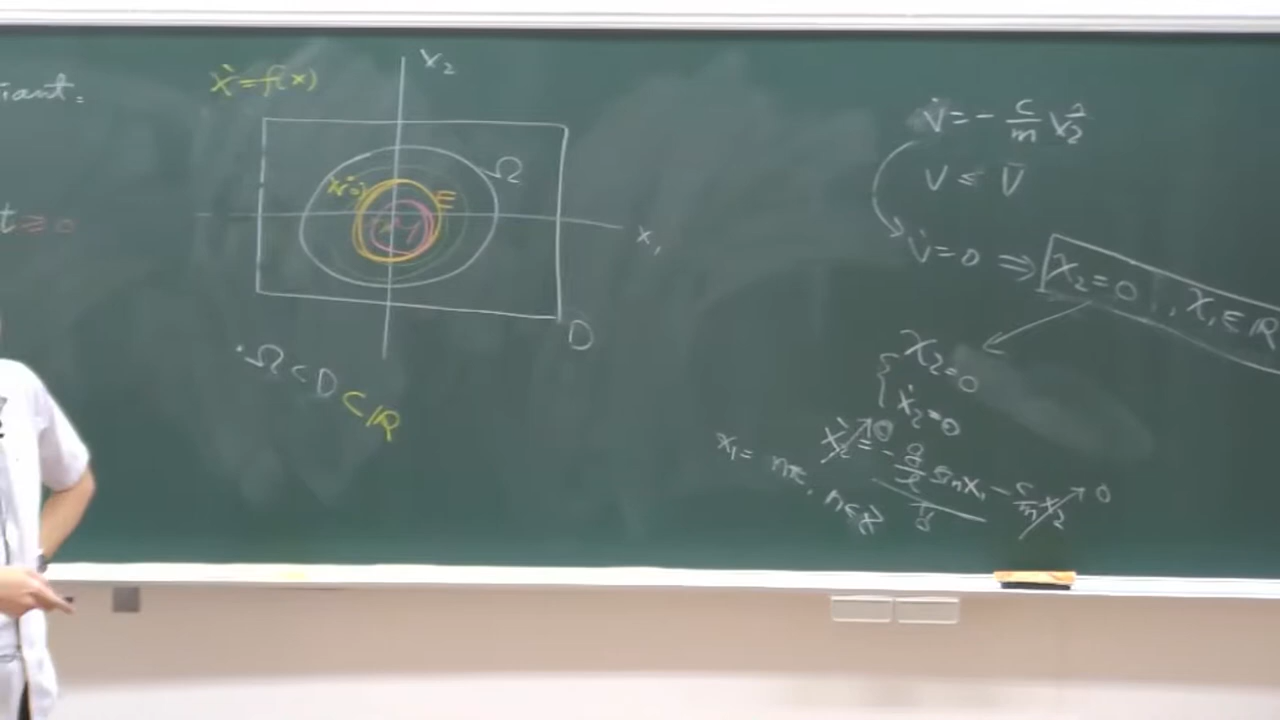 iant.
t ≥ 0
ẋ = f(x)
x₂
Ω
E
M
x₁
D
· Ω ⊂ D ⊂ ℝ
V̇ = - c/m x₂²
V ≤ V̄
V̇ = 0 ⇒ x₂ = 0, x₁ ∈ ℝ
{ x₂ = 0
ẋ₂ = 0
ẋ₂ ↗ 0 = - g/l sin x₁ - c/m x₂ ↗ 0
x₁ = nπ, n ∈ ℤ